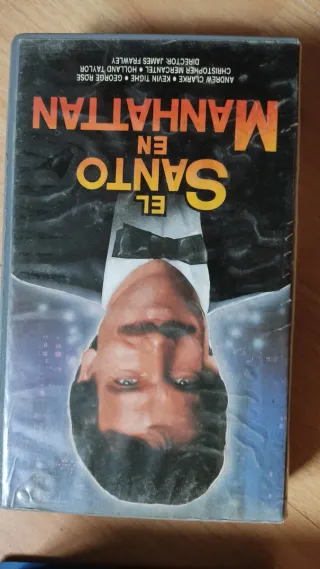 EL
SANTO
EN
MANHATTAN
ANDREW CLARKE • KEVIN TIGHE • GEORGE ROSE
CHRISTOPHER MERCANTEL • HOLLAND TAYLOR
DIRECTOR: JAMES FRAWLEY